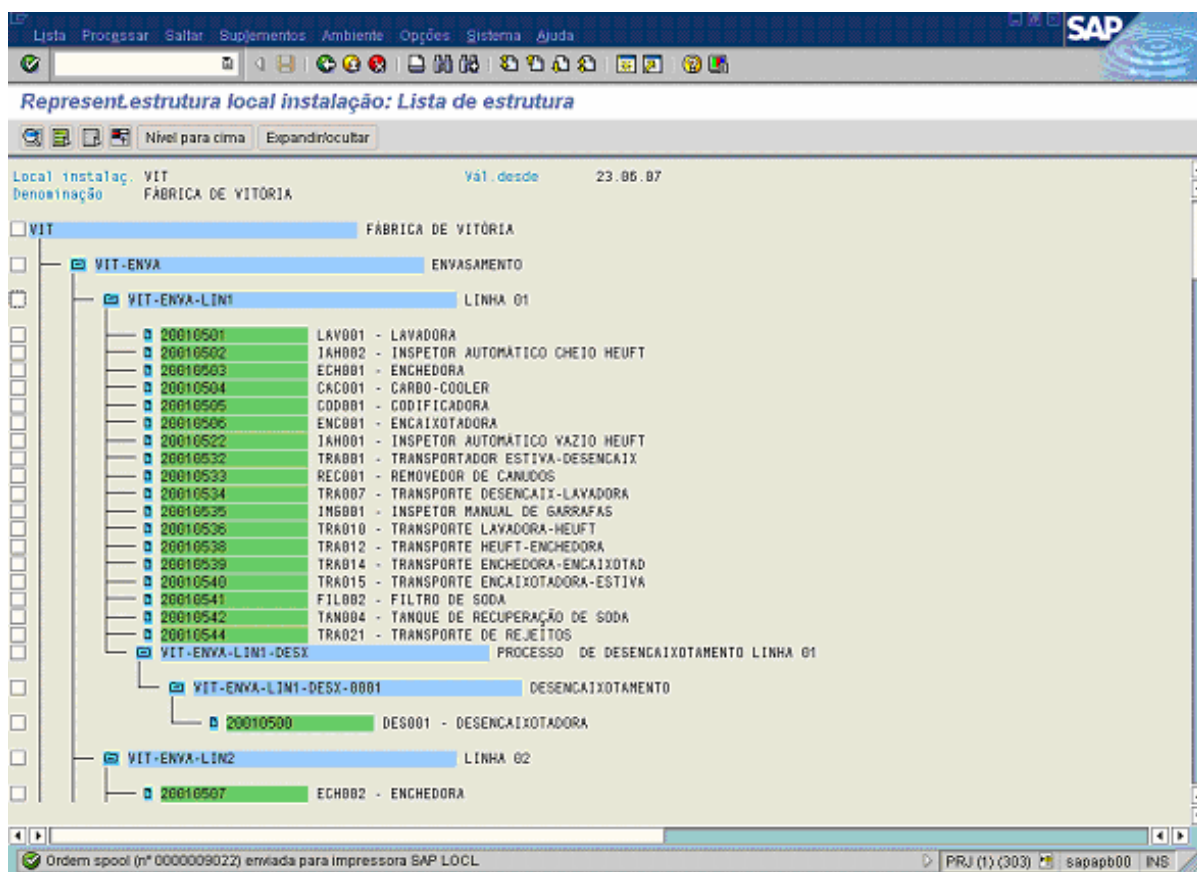 Lista Processar Saltar Suplementos Ambiente Opções Sistema Ajuda
SAP
Represent.estrutura local instalação: Lista de estrutura
Nível para cima Expandir/ocultar
Local instalaç. VIT Vál.desde 23.06.07
Denominação FÁBRICA DE VITÓRIA
VIT FÁBRICA DE VITÓRIA
VIT-ENVA ENVASAMENTO
VIT-ENVA-LIN1 LINHA 01
20010501 LAV001 - LAVADORA
20010502 IAH002 - INSPETOR AUTOMÁTICO CHEIO HEUFT
20010503 ECH001 - ENCHEDORA
20010504 CAC001 - CARBO-COOLER
20010505 COD001 - CODIFICADORA
20010506 ENC001 - ENCAIXOTADORA
20010522 IAH001 - INSPETOR AUTOMÁTICO VAZIO HEUFT
20010532 TRA001 - TRANSPORTADOR ESTIVA-DESENCAIX
20010533 REC001 - REMOVEDOR DE CANUDOS
20010534 TRA007 - TRANSPORTE DESENCAIX-LAVADORA
20010535 IMG001 - INSPETOR MANUAL DE GARRAFAS
20010536 TRA010 - TRANSPORTE LAVADORA-HEUFT
20010538 TRA012 - TRANSPORTE HEUFT-ENCHEDORA
20010539 TRA014 - TRANSPORTE ENCHEDORA-ENCAIXOTAD
20010540 TRA015 - TRANSPORTE ENCAIXOTADORA-ESTIVA
20010541 FIL002 - FILTRO DE SODA
20010542 TAN004 - TANQUE DE RECUPERAÇÃO DE SODA
20010544 TRA021 - TRANSPORTE DE REJEITOS
VIT-ENVA-LIN1-DESX PROCESSO DE DESENCAIXOTAMENTO LINHA 01
VIT-ENVA-LIN1-DESX-0001 DESENCAIXOTAMENTO
20010500 DES001 - DESENCAIXOTADORA
VIT-ENVA-LIN2 LINHA 02
20010507 ECH002 - ENCHEDORA
Ordem spool (nº 0000009022) enviada para impressora SAP LOCL PRJ (1) (303) sapapb00 INS